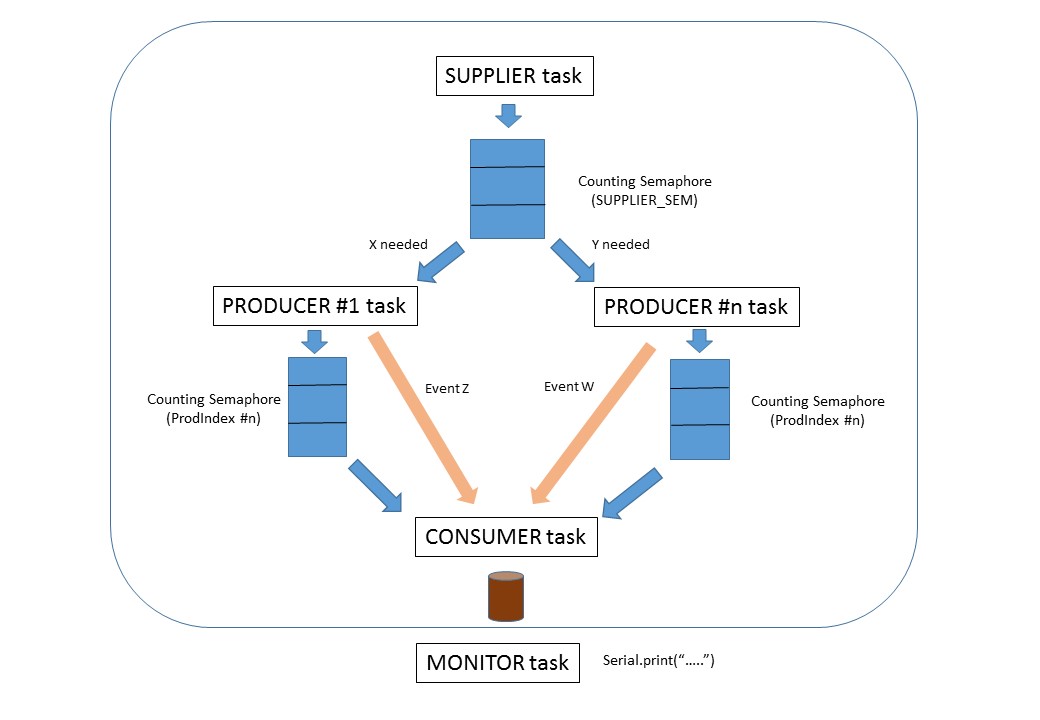 SUPPLIER task
Counting Semaphore
(SUPPLIER_SEM)
X needed
Y needed
PRODUCER #1 task
PRODUCER #n task
Event Z
Event W
Counting Semaphore
(ProdIndex #n)
Counting Semaphore
(ProdIndex #n)
CONSUMER task
MONITOR task
Serial.print(“…..”)